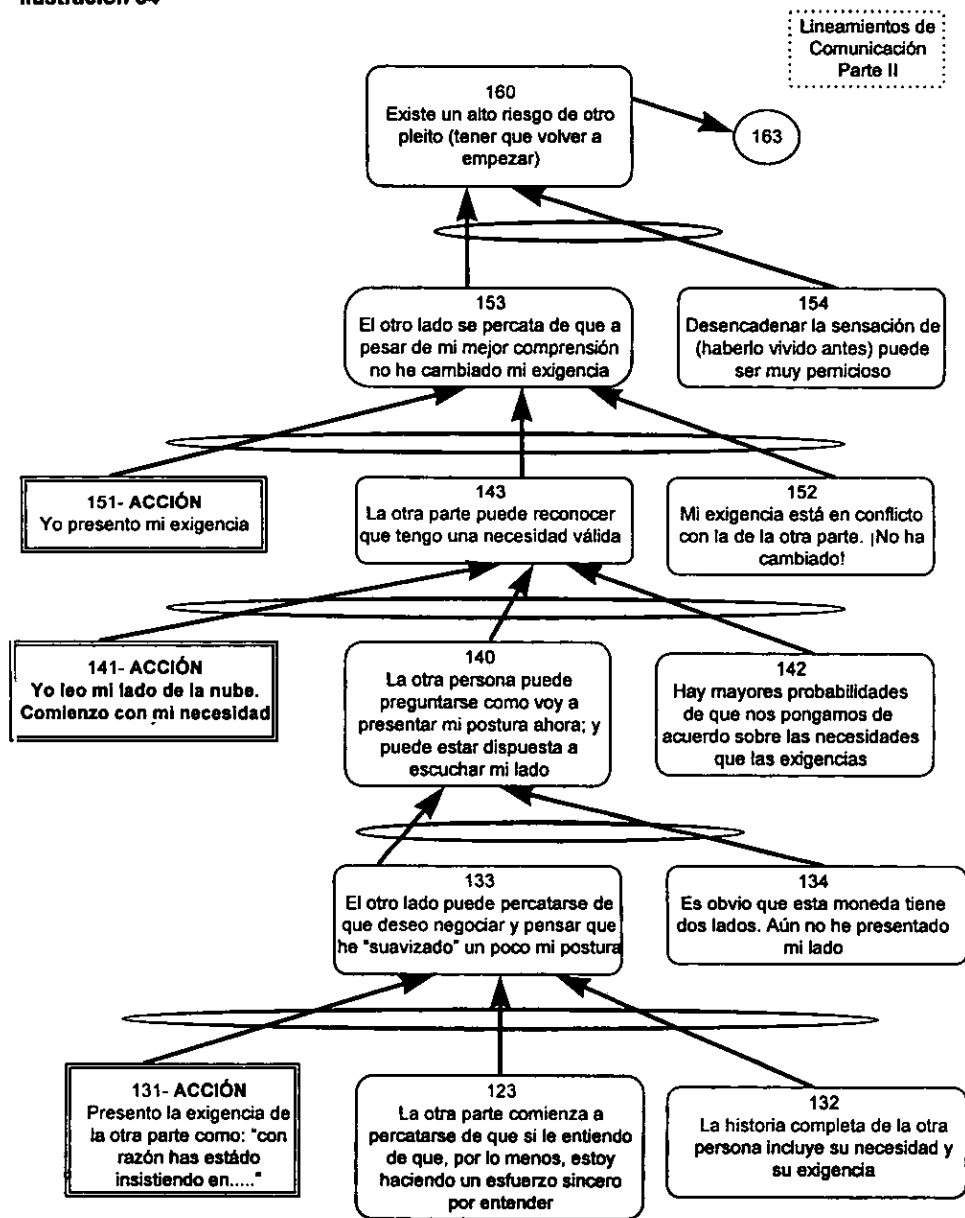 Lineamientos de
Comunicación
Parte II
160
Existe un alto riesgo de otro
pleito (tener que volver a
empezar)
163
153
El otro lado se percata de que a
pesar de mi mejor comprensión
no he cambiado mi exigencia
154
Desencadenar la sensación de
(haberlo vivido antes) puede
ser muy pernicioso
151- ACCIÓN
Yo presento mi exigencia
143
La otra parte puede reconocer
que tengo una necesidad válida
152
Mi exigencia está en conflicto
con la de la otra parte. ¡No ha
cambiado!
141- ACCIÓN
Yo leo mi lado de la nube.
Comienzo con mi necesidad
140
La otra persona puede
preguntarse como voy a
presentar mi postura ahora; y
puede estar dispuesta a
escuchar mi lado
142
Hay mayores probabilidades
de que nos pongamos de
acuerdo sobre las necesidades
que las exigencias
133
El otro lado puede percatarse de
que deseo negociar y pensar que
he "suavizado" un poco mi postura
134
Es obvio que esta moneda tiene
dos lados. Aún no he presentado
mi lado
131- ACCIÓN
Presento la exigencia de
la otra parte como: "con
razón has estádo
insistiendo en....."
123
La otra parte comienza a
percatarse de que si le entiendo
de que, por lo menos, estoy
haciendo un esfuerzo sincero
por entender
132
La historia completa de la otra
persona incluye su necesidad y
su exigencia